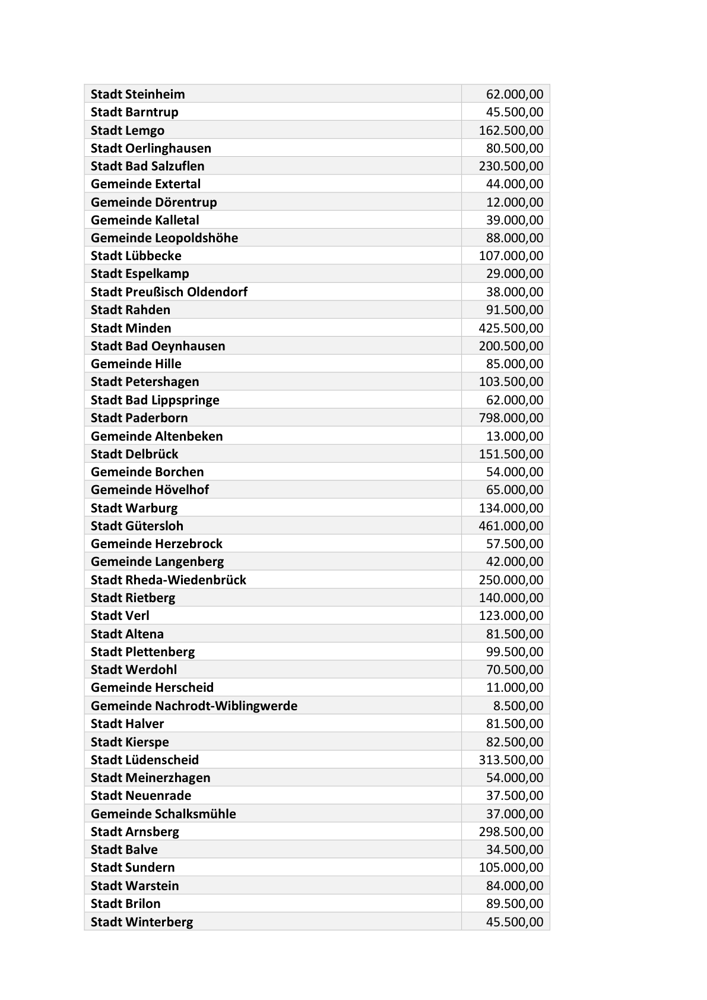 Stadt Steinheim 62.000,00
Stadt Barntrup 45.500,00
Stadt Lemgo 162.500,00
Stadt Oerlinghausen 80.500,00
Stadt Bad Salzuflen 230.500,00
Gemeinde Extertal 44.000,00
Gemeinde Dörentrup 12.000,00
Gemeinde Kalletal 39.000,00
Gemeinde Leopoldshöhe 88.000,00
Stadt Lübbecke 107.000,00
Stadt Espelkamp 29.000,00
Stadt Preußisch Oldendorf 38.000,00
Stadt Rahden 91.500,00
Stadt Minden 425.500,00
Stadt Bad Oeynhausen 200.500,00
Gemeinde Hille 85.000,00
Stadt Petershagen 103.500,00
Stadt Bad Lippspringe 62.000,00
Stadt Paderborn 798.000,00
Gemeinde Altenbeken 13.000,00
Stadt Delbrück 151.500,00
Gemeinde Borchen 54.000,00
Gemeinde Hövelhof 65.000,00
Stadt Warburg 134.000,00
Stadt Gütersloh 461.000,00
Gemeinde Herzebrock 57.500,00
Gemeinde Langenberg 42.000,00
Stadt Rheda-Wiedenbrück 250.000,00
Stadt Rietberg 140.000,00
Stadt Verl 123.000,00
Stadt Altena 81.500,00
Stadt Plettenberg 99.500,00
Stadt Werdohl 70.500,00
Gemeinde Herscheid 11.000,00
Gemeinde Nachrodt-Wiblingwerde 8.500,00
Stadt Halver 81.500,00
Stadt Kierspe 82.500,00
Stadt Lüdenscheid 313.500,00
Stadt Meinerzhagen 54.000,00
Stadt Neuenrade 37.500,00
Gemeinde Schalksmühle 37.000,00
Stadt Arnsberg 298.500,00
Stadt Balve 34.500,00
Stadt Sundern 105.000,00
Stadt Warstein 84.000,00
Stadt Brilon 89.500,00
Stadt Winterberg 45.500,00